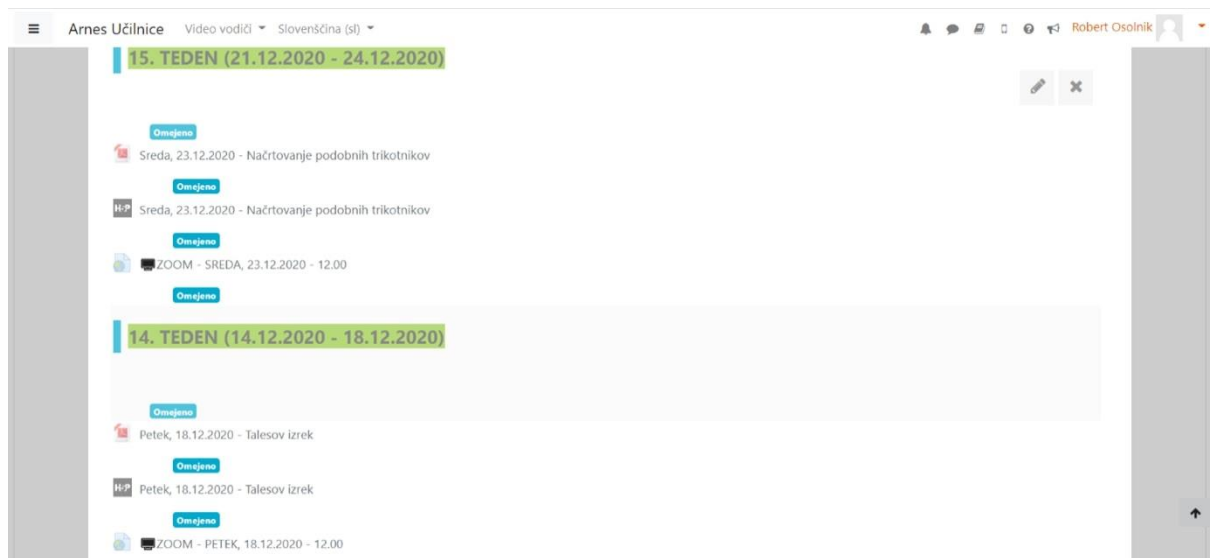 Arnes Učilnice Video vodiči Slovenščina (sl) Robert Osolnik
15. TEDEN (21.12.2020 - 24.12.2020)
Omejeno
Sreda, 23.12.2020 - Načrtovanje podobnih trikotnikov
Omejeno
H-P Sreda, 23.12.2020 - Načrtovanje podobnih trikotnikov
Omejeno
ZOOM - SREDA, 23.12.2020 - 12.00
Omejeno
14. TEDEN (14.12.2020 - 18.12.2020)
Omejeno
Petek, 18.12.2020 - Talesov izrek
Omejeno
H-P Petek, 18.12.2020 - Talesov izrek
Omejeno
ZOOM - PETEK, 18.12.2020 - 12.00